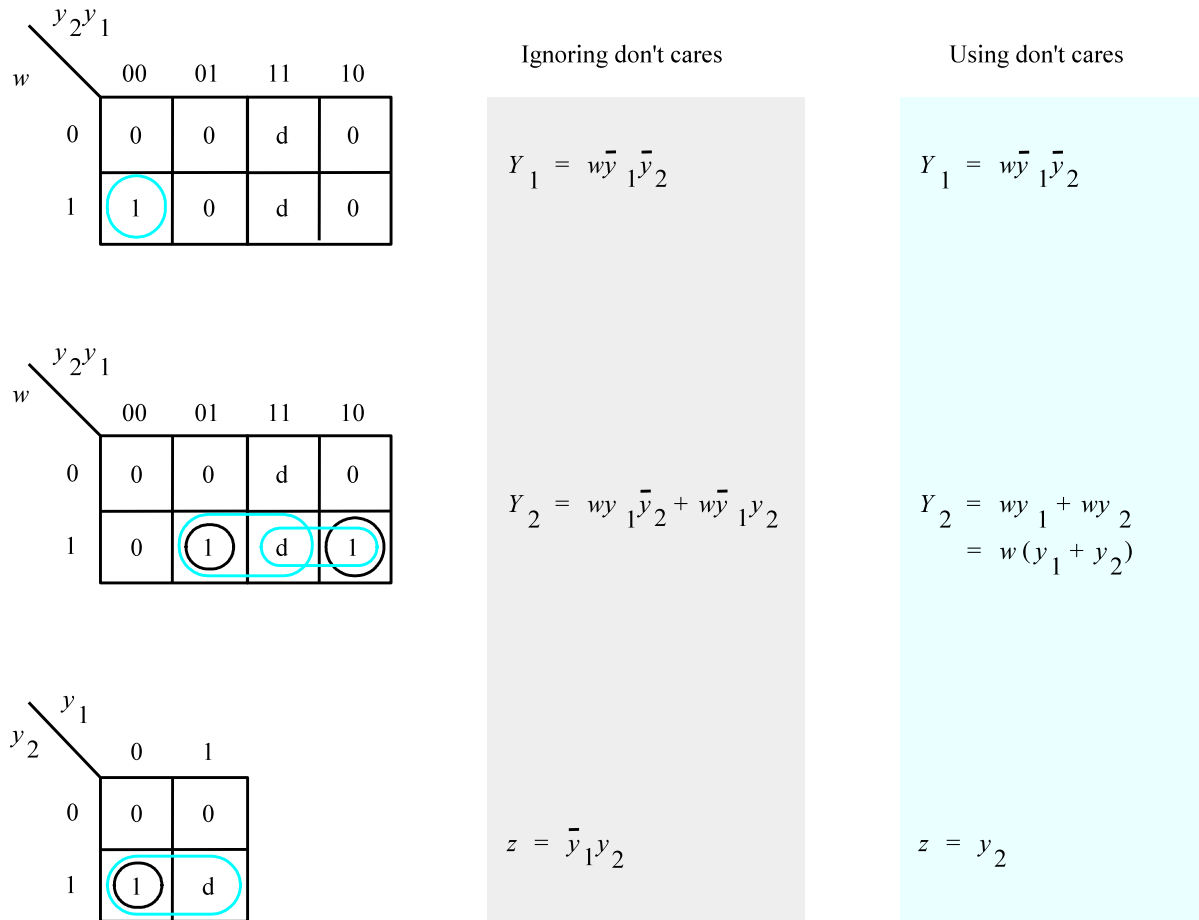 Ignoring don't cares
Using don't cares
y₂y₁
w
00 01 11 10
0 0 0 d 0
1 1 0 d 0
Y₁ = wȳ₁ȳ₂
Y₁ = wȳ₁ȳ₂
y₂y₁
w
00 01 11 10
0 0 0 d 0
1 0 1 d 1
Y₂ = wy₁ȳ₂ + wȳ₁y₂
Y₂ = wy₁ + wy₂
= w(y₁ + y₂)
y₁
y₂
0 1
0 0 0
1 1 d
z = ȳ₁y₂
z = y₂